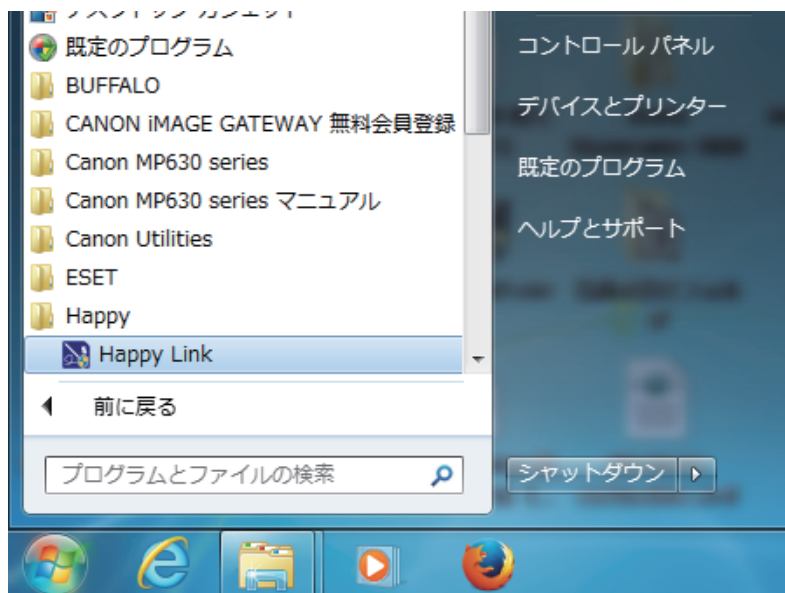 既定のプログラム
BUFFALO
CANON iMAGE GATEWAY 無料会員登録
Canon MP630 series
Canon MP630 series マニュアル
Canon Utilities
ESET
Happy
Happy Link
前に戻る
プログラムとファイルの検索
コントロール パネル
デバイスとプリンター
既定のプログラム
ヘルプとサポート
シャットダウン